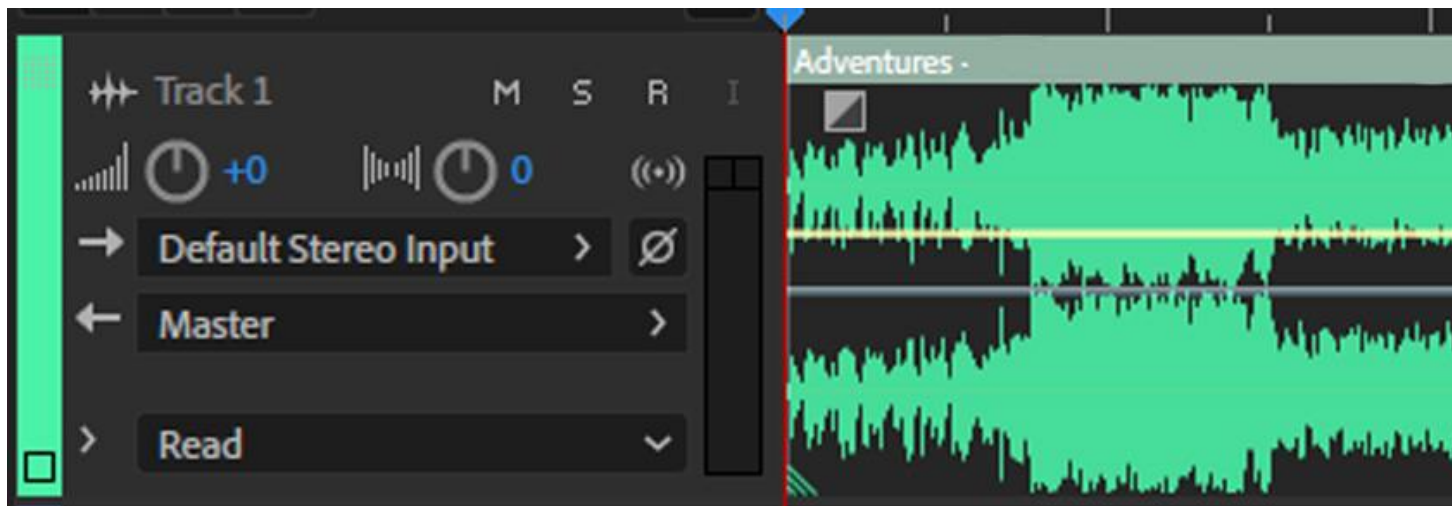 Adventures -
Track 1 M S R I
+0 0
Default Stereo Input
Master
Read